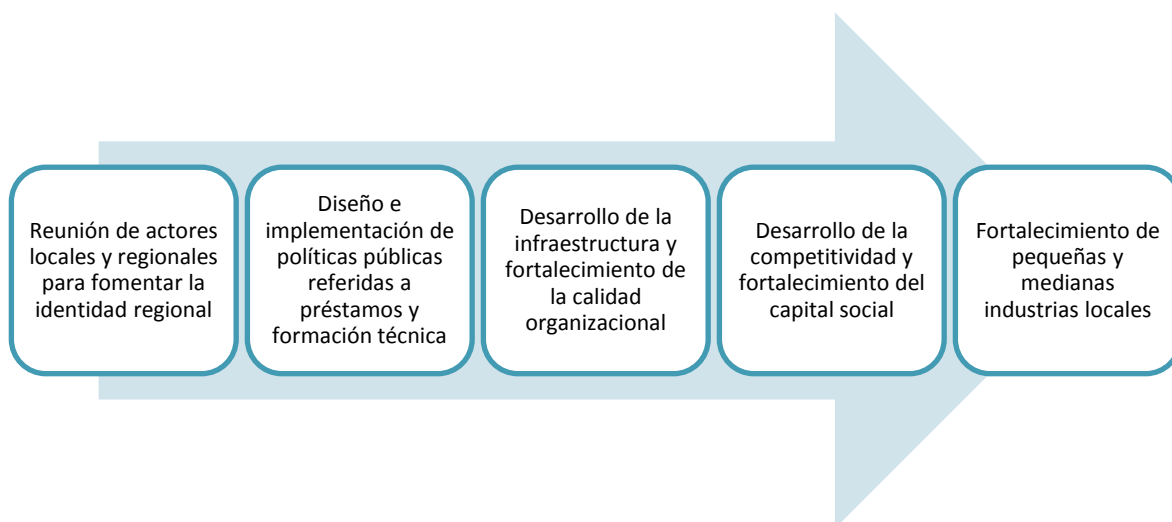 Reunión de actores
locales y regionales
para fomentar la
identidad regional
Diseño e
implementación de
políticas públicas
referidas a
préstamos y
formación técnica
Desarrollo de la
infraestructura y
fortalecimiento de
la calidad
organizacional
Desarrollo de la
competitividad y
fortalecimiento del
capital social
Fortalecimiento de
pequeñas y
medianas
industrias locales